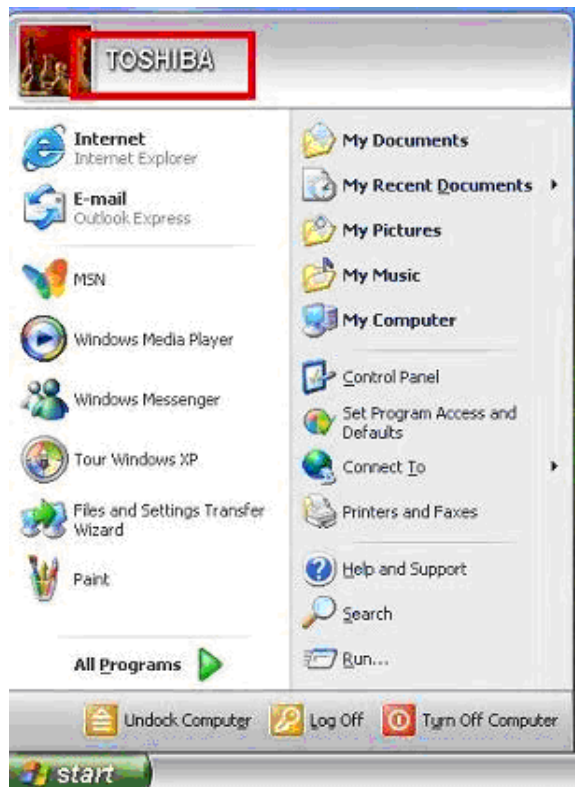 TOSHIBA
Internet
Internet Explorer
E-mail
Outlook Express
MSN
Windows Media Player
Windows Messenger
Tour Windows XP
Files and Settings Transfer
Wizard
Paint
All Programs
My Documents
My Recent Documents
My Pictures
My Music
My Computer
Control Panel
Set Program Access and
Defaults
Connect To
Printers and Faxes
Help and Support
Search
Run...
Undock Computer
Log Off
Turn Off Computer
start